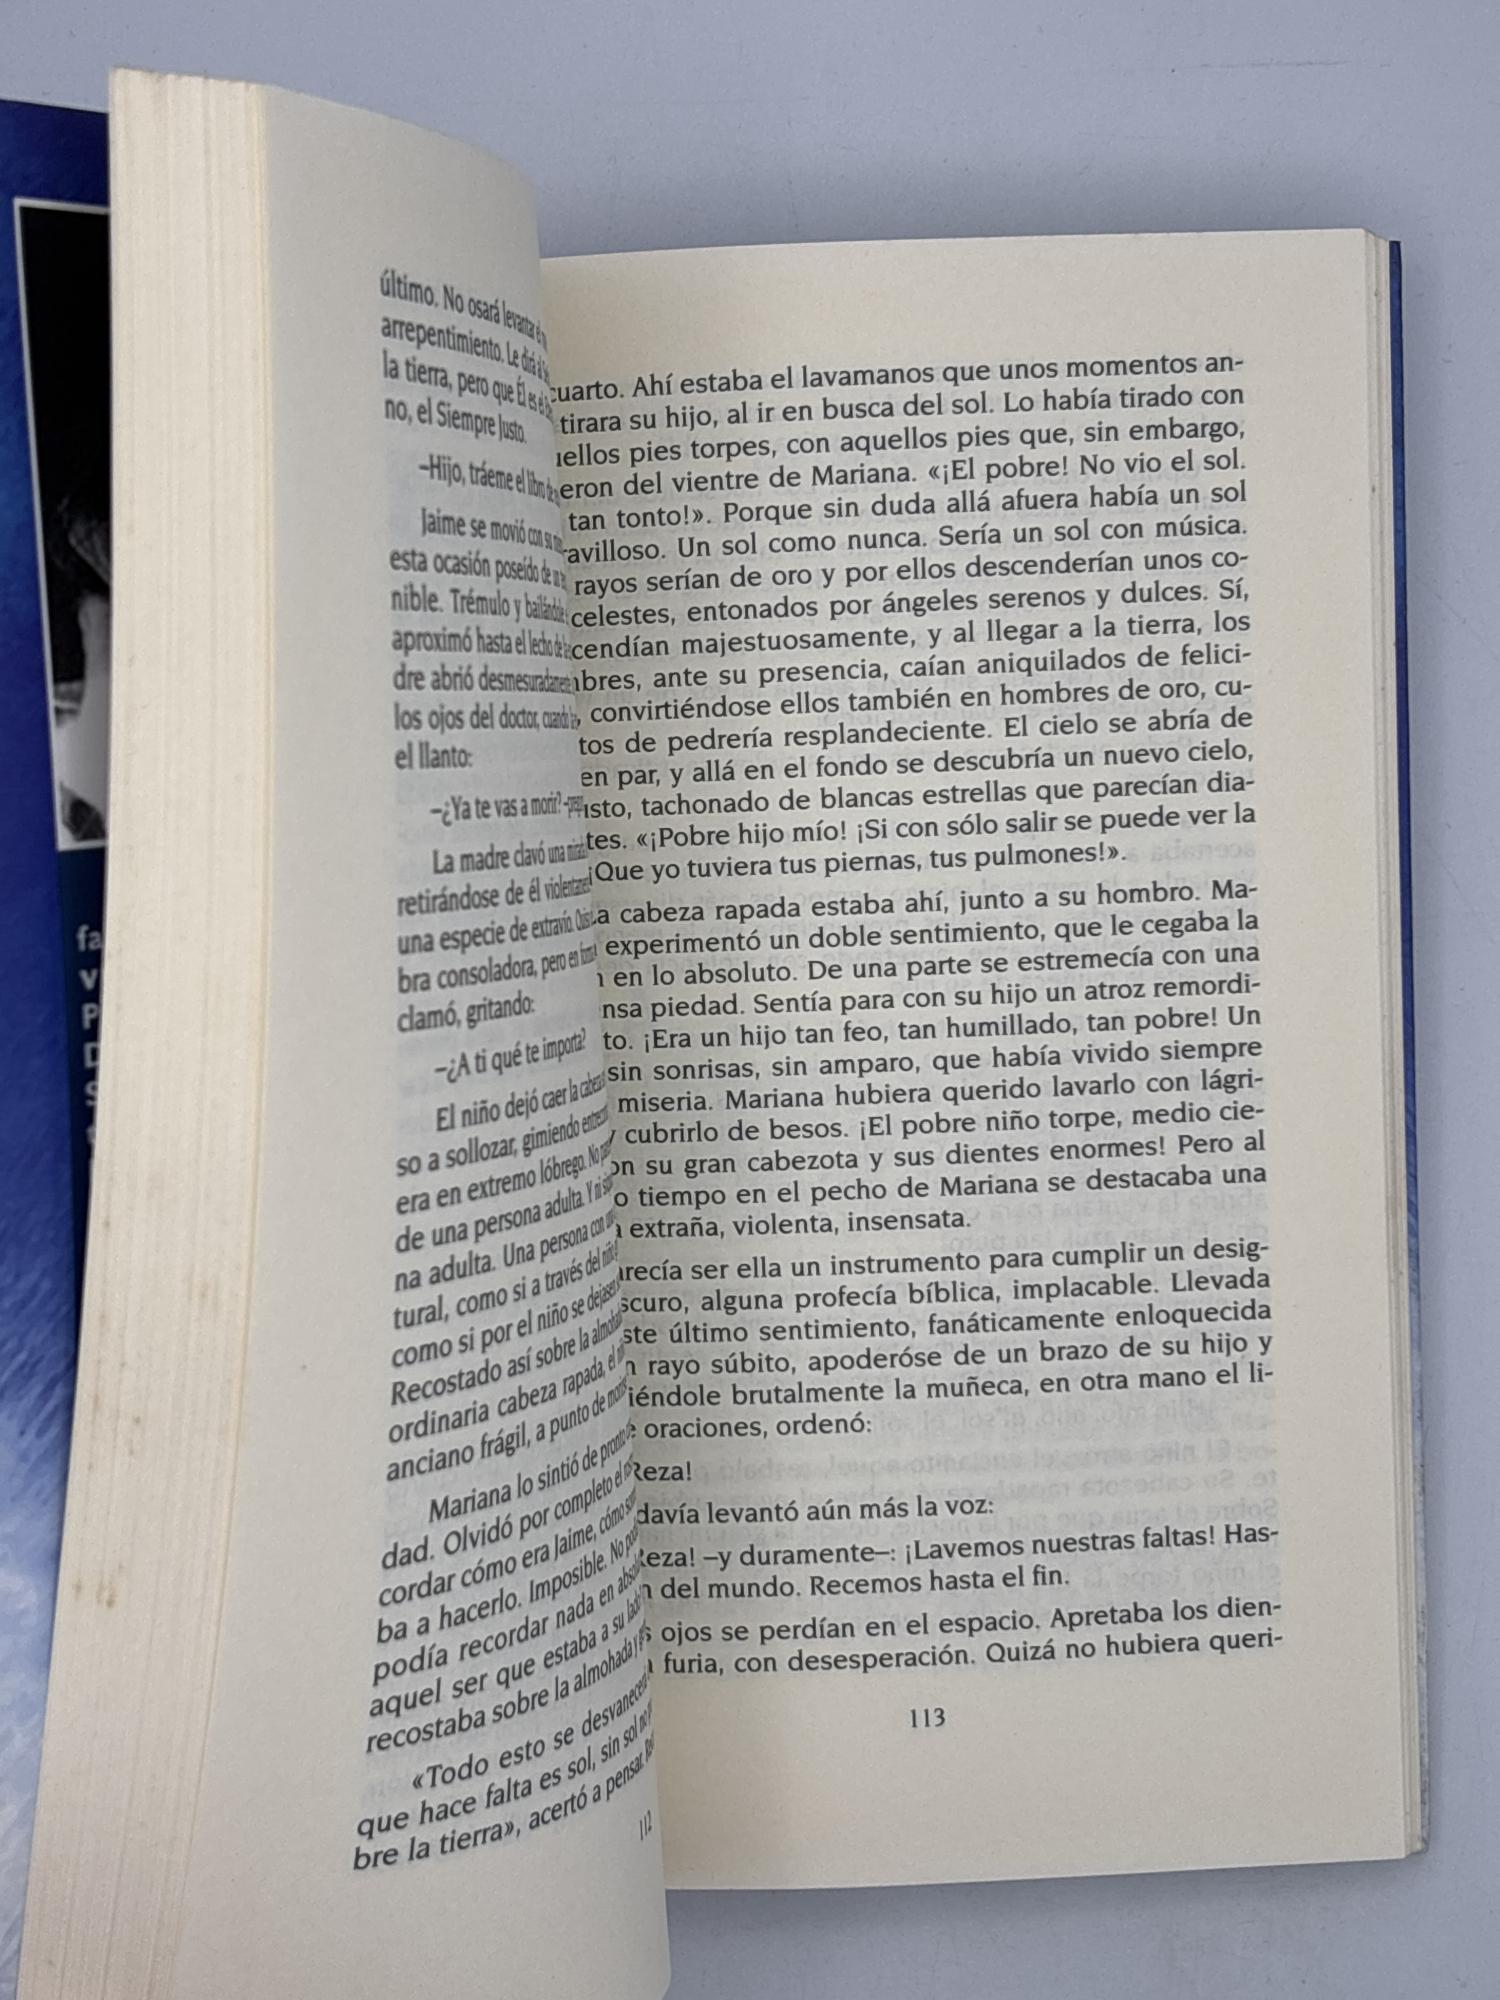 último. No osará levantar
arrepentimiento. Le dirá
la tierra, pero que Él es
no, el Siempre Justo.
–Hijo, tráeme el libro
Jaime se movió con su
esta ocasión poseído de
nible. Trémulo y bailándole
aproximó hasta el lecho de
dre abrió desmesuradamente
los ojos del doctor, cuando
el llanto:
–¿Ya te vas a morir?
La madre clavó una
retirándose de él
una especie de extravío.
bra consoladora, pero en
clamó, gritando:
–¿A ti qué te importa?
El niño dejó caer la cabeza
so a sollozar, gimiendo
era en extremo lóbrego. No
de una persona adulta. Y ni
na adulta. Una persona con
tural, como si a través del niño
como si por el niño se dejasen
Recostado así sobre la
ordinaria cabeza rapada, el
anciano frágil, a punto de
Mariana lo sintió de pronto
dad. Olvidó por completo el
cordar cómo era Jaime, cómo
ba a hacerlo. Imposible. No
podía recordar nada en
aquel ser que estaba a su lado
recostaba sobre la almohada y
«Todo esto se desvanecerá
que hace falta es sol, sin sol no
bre la tierra», acertó a pensar.
112
cuarto. Ahí estaba el lavamanos que unos momentos an-
tirara su hijo, al ir en busca del sol. Lo había tirado con
uellos pies torpes, con aquellos pies que, sin embargo,
eron del vientre de Mariana. «¡El pobre! No vio el sol.
tan tonto!». Porque sin duda allá afuera había un sol
avilloso. Un sol como nunca. Sería un sol con música.
rayos serían de oro y por ellos descenderían unos co-
celestes, entonados por ángeles serenos y dulces. Sí,
cendían majestuosamente, y al llegar a la tierra, los
bres, ante su presencia, caían aniquilados de felici-
, convirtiéndose ellos también en hombres de oro, cu-
tos de pedrería resplandeciente. El cielo se abría de
en par, y allá en el fondo se descubría un nuevo cielo,
usto, tachonado de blancas estrellas que parecían dia-
tes. «¡Pobre hijo mío! ¡Si con sólo salir se puede ver la
¡Que yo tuviera tus piernas, tus pulmones!».
La cabeza rapada estaba ahí, junto a su hombro. Ma-
experimentó un doble sentimiento, que le cegaba la
n en lo absoluto. De una parte se estremecía con una
nsa piedad. Sentía para con su hijo un atroz remordi-
to. ¡Era un hijo tan feo, tan humillado, tan pobre! Un
sin sonrisas, sin amparo, que había vivido siempre
miseria. Mariana hubiera querido lavarlo con lágri-
y cubrirlo de besos. ¡El pobre niño torpe, medio cie-
on su gran cabezota y sus dientes enormes! Pero al
o tiempo en el pecho de Mariana se destacaba una
a extraña, violenta, insensata.
arecía ser ella un instrumento para cumplir un desig-
scuro, alguna profecía bíblica, implacable. Llevada
ste último sentimiento, fanáticamente enloquecida
n rayo súbito, apoderóse de un brazo de su hijo y
iéndole brutalmente la muñeca, en otra mano el li-
e oraciones, ordenó:
Reza!
davía levantó aún más la voz:
Reza! –y duramente–: ¡Lavemos nuestras faltas! Has-
n del mundo. Recemos hasta el fin.
s ojos se perdían en el espacio. Apretaba los dien-
furia, con desesperación. Quizá no hubiera queri-
113